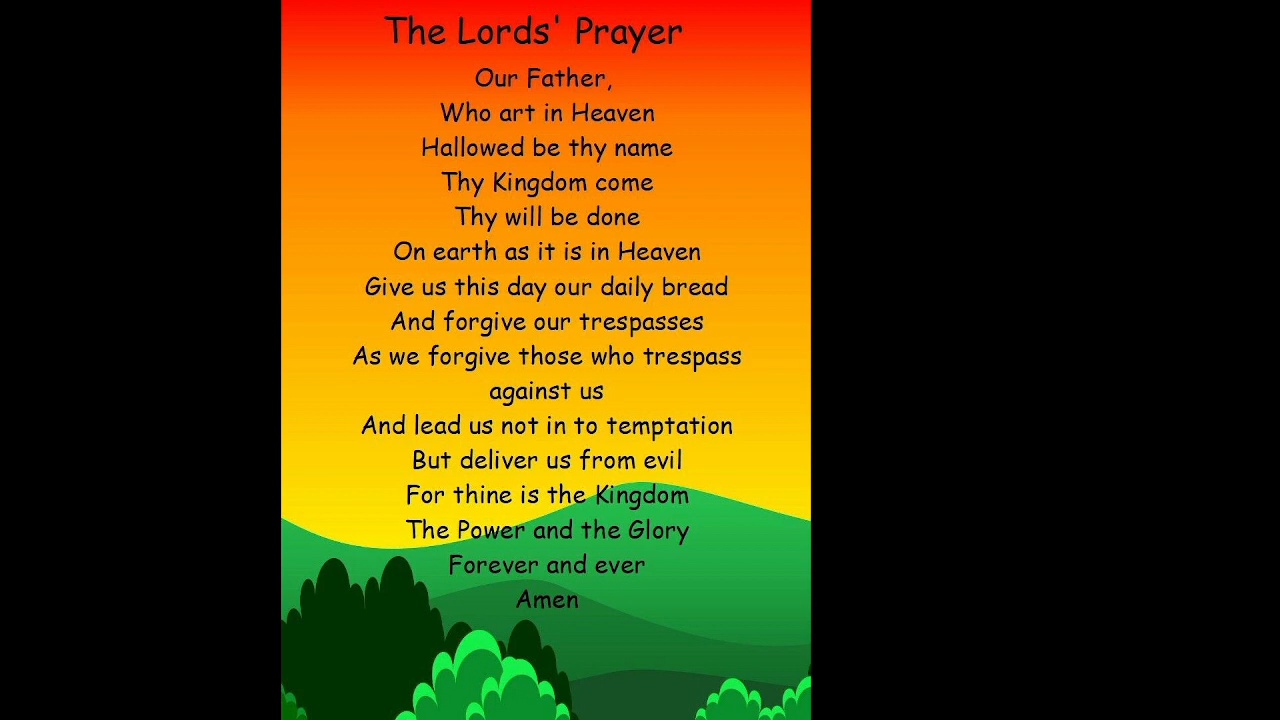 The Lords' Prayer
Our Father,
Who art in Heaven
Hallowed be thy name
Thy Kingdom come
Thy will be done
On earth as it is in Heaven
Give us this day our daily bread
And forgive our trespasses
As we forgive those who trespass
against us
And lead us not in to temptation
But deliver us from evil
For thine is the Kingdom
The Power and the Glory
Forever and ever
Amen